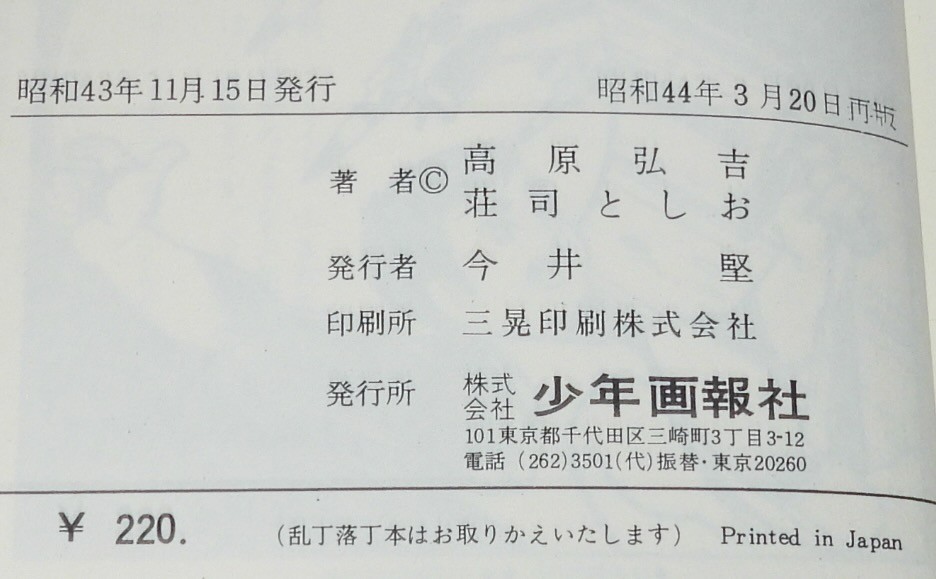 昭和43年11月15日発行　昭和44年3月20日再版
著者©　高原弘吉
荘司としお
発行者　今井堅
印刷所　三晃印刷株式会社
発行所　株式会社　少年画報社
101東京都千代田区三崎町3丁目3-12
電話 (262)3501(代)振替・東京20260
¥ 220.　(乱丁落丁本はお取りかえいたします)　Printed in Japan